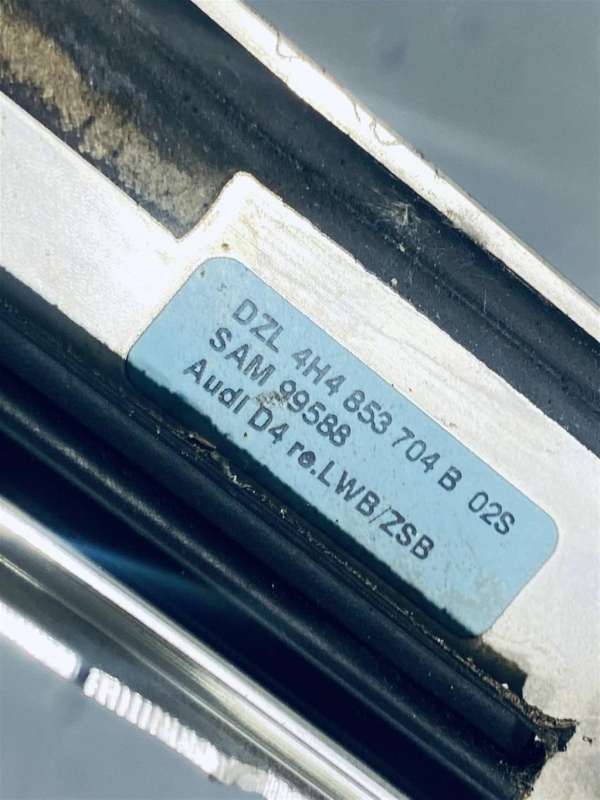 DZL 4H4 853 704 B 02S
SAM 99588
Audi D4 re.LWB/ZSB